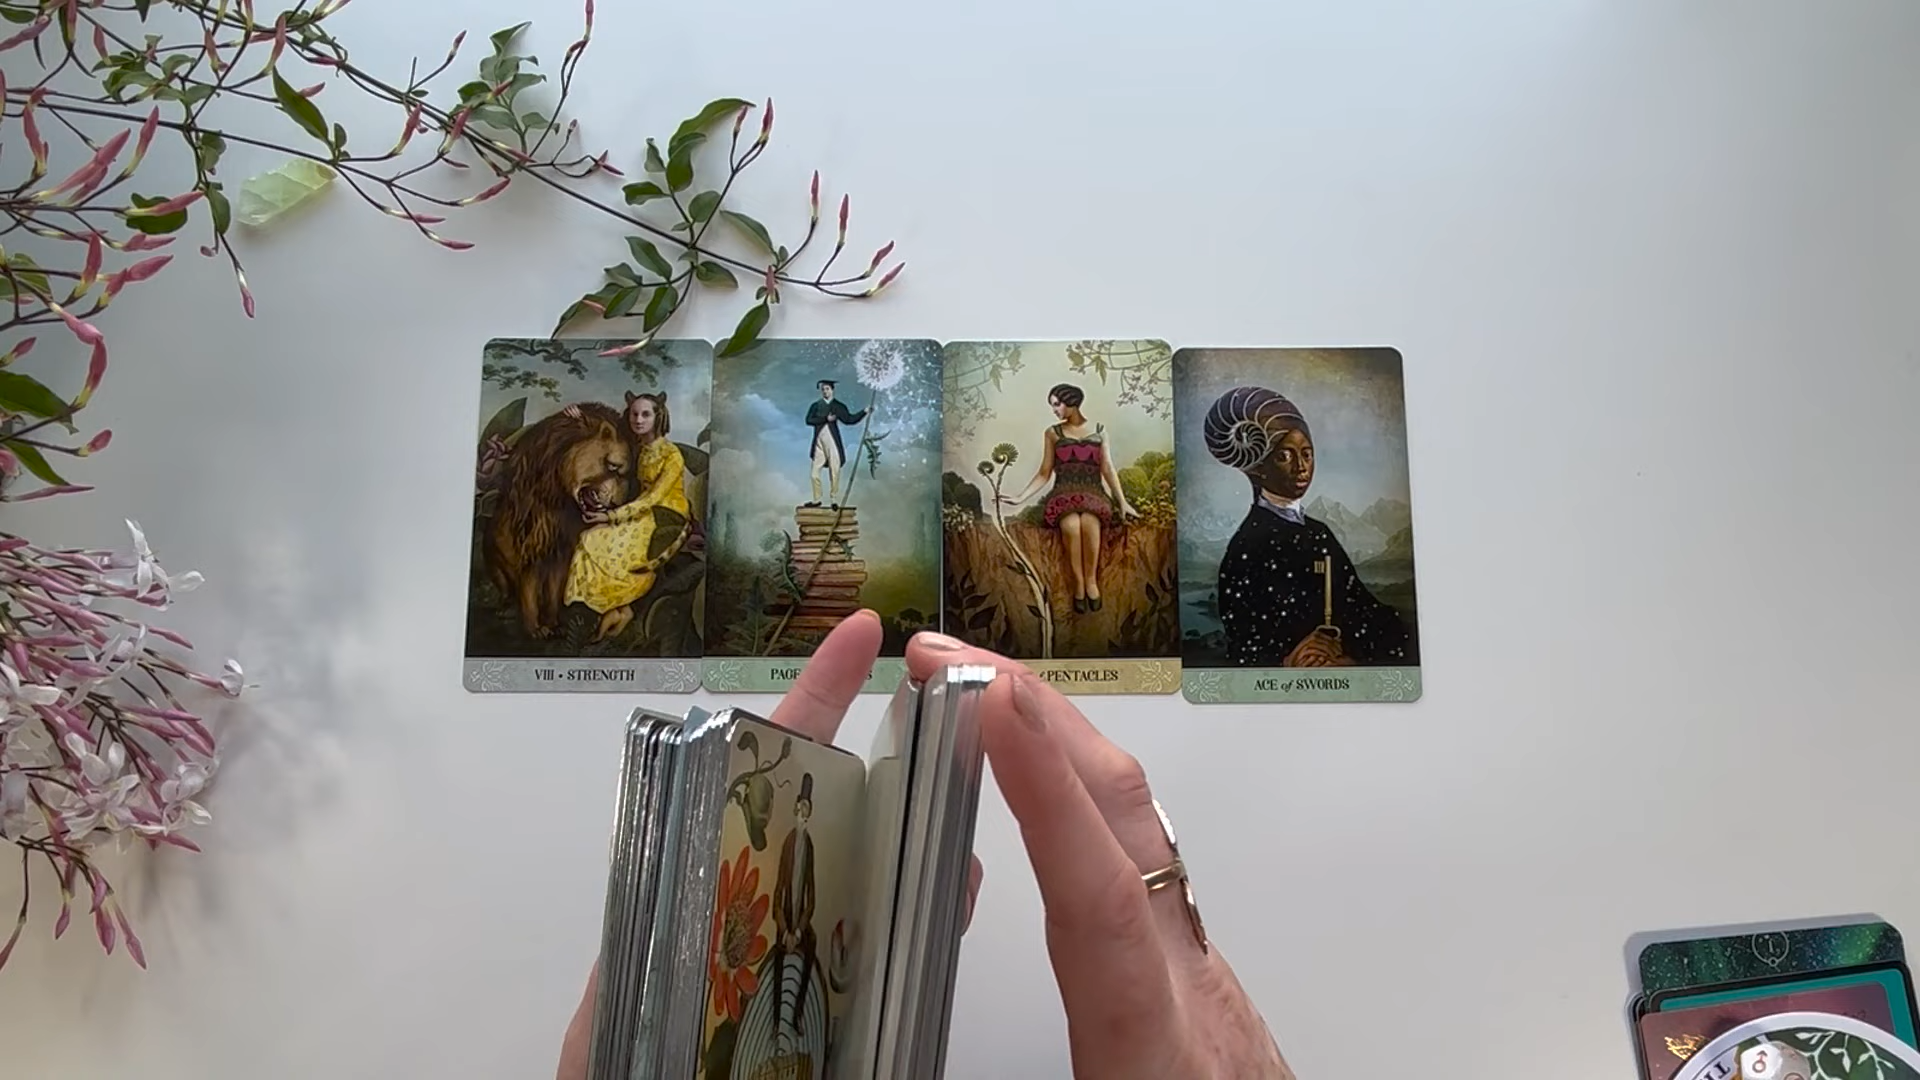 VIII • STRENGTH
PAGE
PENTACLES
ACE of SWORDS